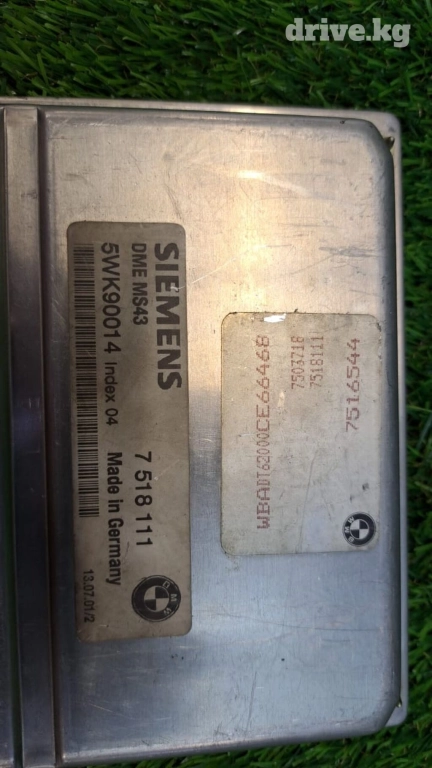 drive.kg
SIEMENS
DME MS43
5WK90014 Index 04
7 518 111
Made in Germany
13.07.01/2
BMW
WBADT62000CE66468
7503718
7518111
7516544